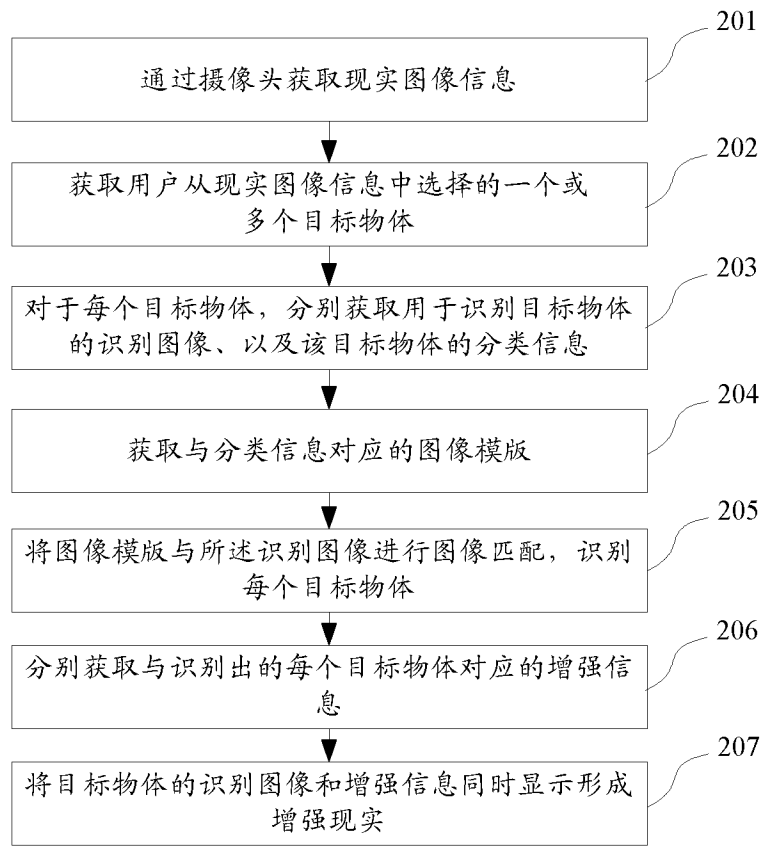 201
通过摄像头获取现实图像信息
202
获取用户从现实图像信息中选择的一个或
多个目标物体
203
对于每个目标物体，分别获取用于识别目标物体
的识别图像、以及该目标物体的分类信息
204
获取与分类信息对应的图像模版
205
将图像模版与所述识别图像进行图像匹配，识别
每个目标物体
206
分别获取与识别出的每个目标物体对应的增强信
息
207
将目标物体的识别图像和增强信息同时显示形成
增强现实